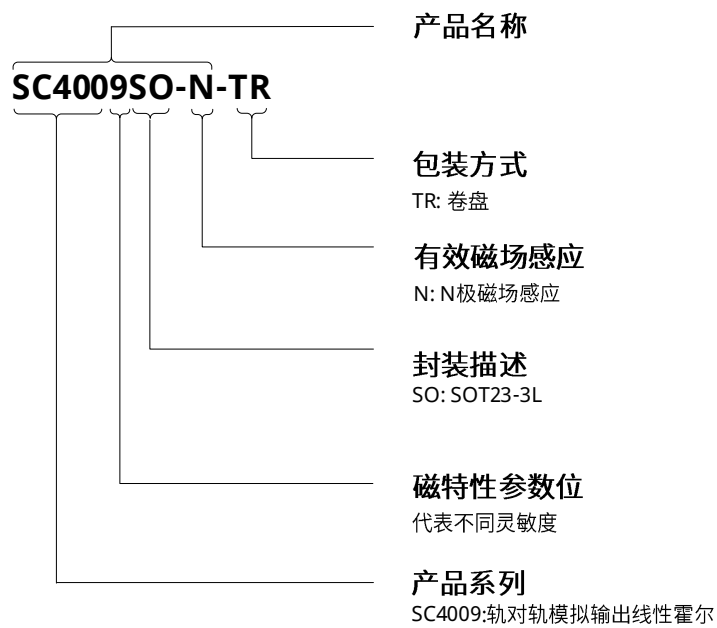 产品名称
SC4009SO-N-TR
包装方式
TR: 卷盘
有效磁场感应
N: N极磁场感应
封装描述
SO: SOT23-3L
磁特性参数位
代表不同灵敏度
产品系列
SC4009:轨对轨模拟输出线性霍尔